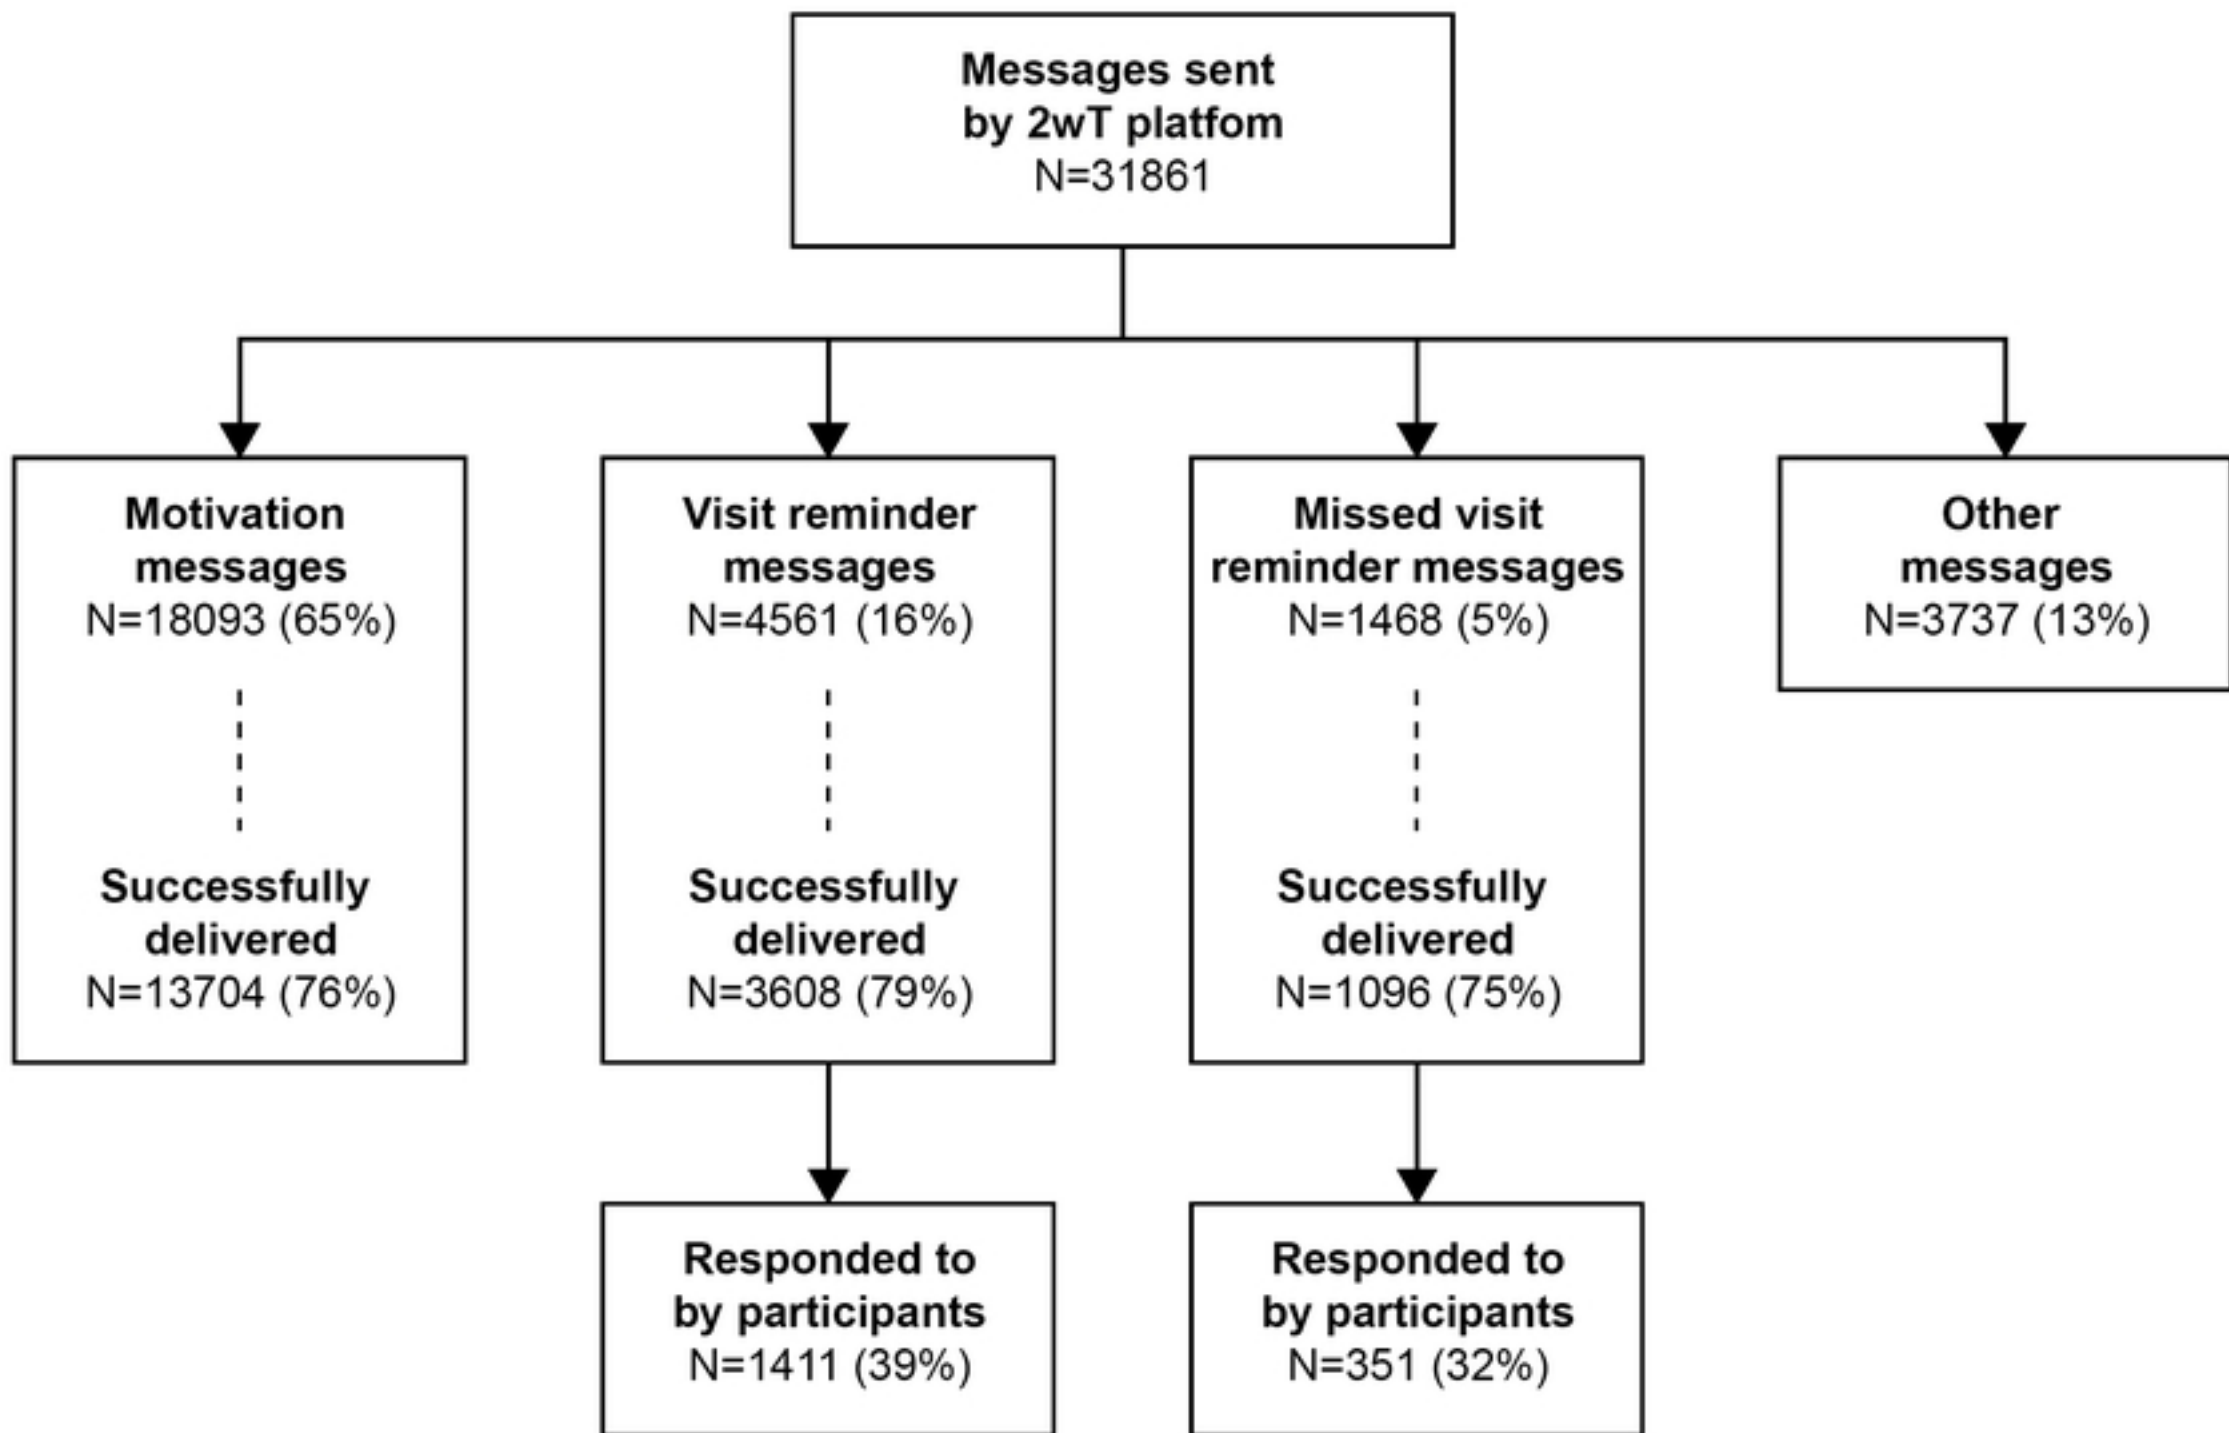 Messages sent
by 2wT platfom
N=31861
Motivation
messages
N=18093 (65%)
Successfully
delivered
N=13704 (76%)
Visit reminder
messages
N=4561 (16%)
Successfully
delivered
N=3608 (79%)
Responded to
by participants
N=1411 (39%)
Missed visit
reminder messages
N=1468 (5%)
Successfully
delivered
N=1096 (75%)
Responded to
by participants
N=351 (32%)
Other
messages
N=3737 (13%)